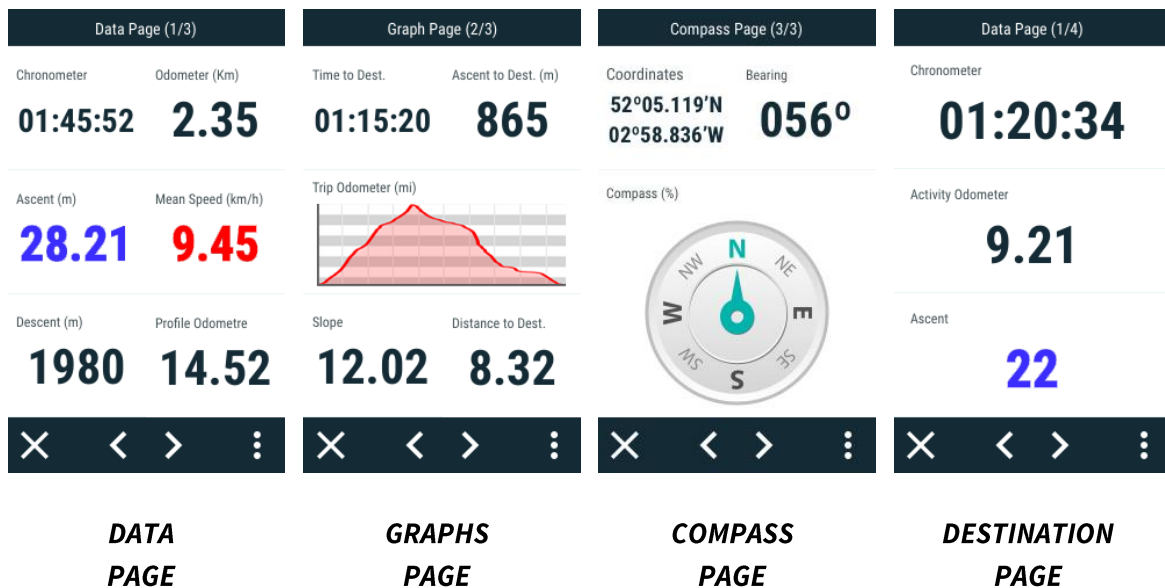 Data Page (1/3)
Chronometer Odometer (Km)
01:45:52 2.35
Ascent (m) Mean Speed (km/h)
28.21 9.45
Descent (m) Profile Odometre
1980 14.52
DATA
PAGE
Graph Page (2/3)
Time to Dest. Ascent to Dest. (m)
01:15:20 865
Trip Odometer (mi)
Slope Distance to Dest.
12.02 8.32
GRAPHS
PAGE
Compass Page (3/3)
Coordinates Bearing
52º05.119’N 056º
02º58.836’W
Compass (%)
N
NW NE
W E
SW SE
S
COMPASS
PAGE
Data Page (1/4)
Chronometer
01:20:34
Activity Odometer
9.21
Ascent
22
DESTINATION
PAGE